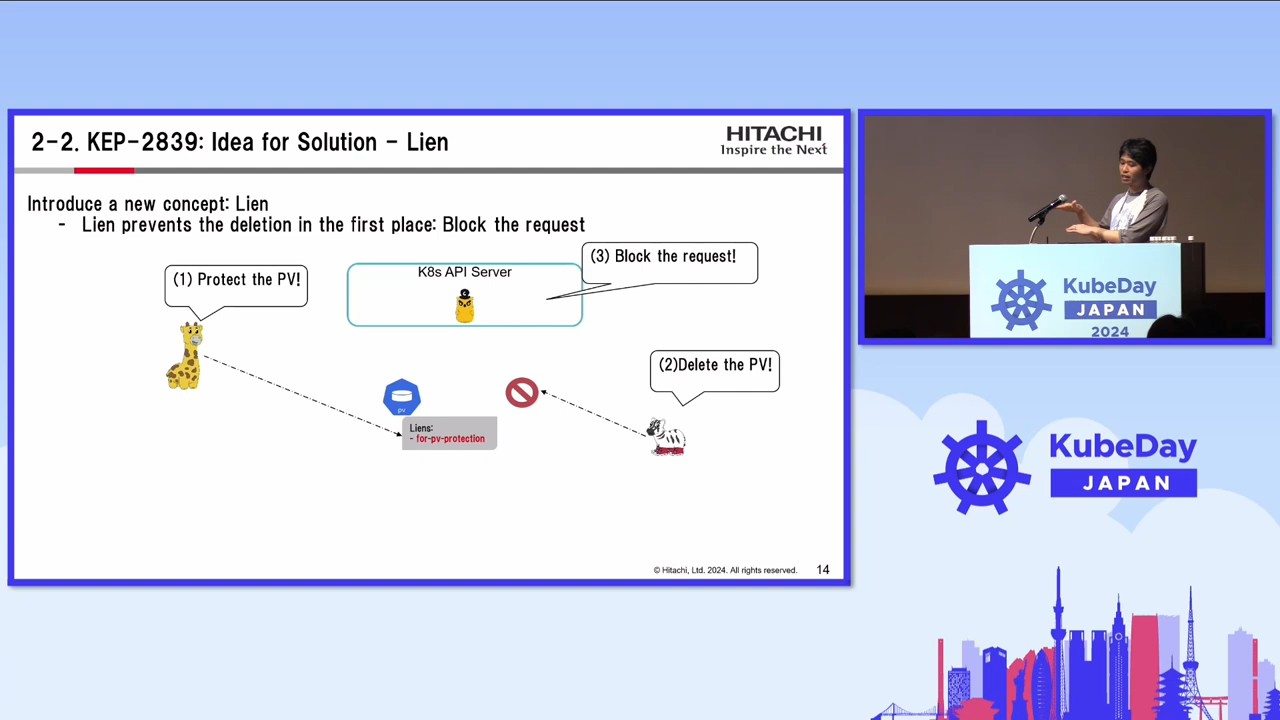 2-2. KEP-2839: Idea for Solution - Lien
HITACHI
Inspire the Next
Introduce a new concept: Lien
- Lien prevents the deletion in the first place: Block the request
(1) Protect the PV!
K8s API Server
(3) Block the request!
(2)Delete the PV!
pv
Liens:
- for-pv-protection
© Hitachi, Ltd. 2024. All rights reserved.
14
KubeDay
JAPAN
2024
KubeDay
JAPAN